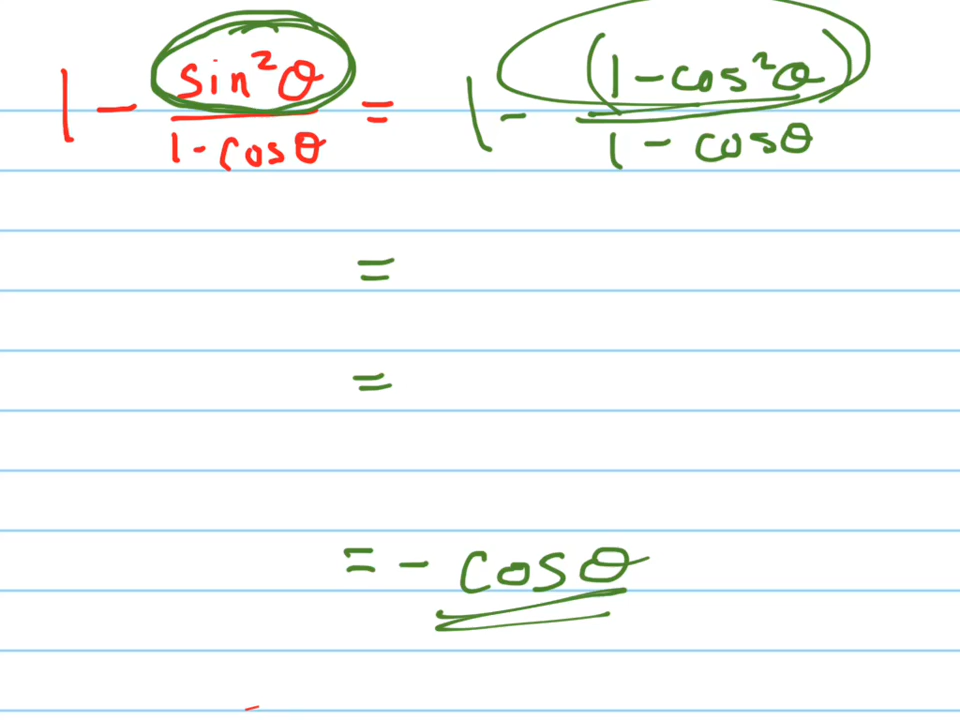 1 - sin²θ / 1 - cosθ = 1 - (1 - cos²θ) / 1 - cosθ
=
=
= - cosθ